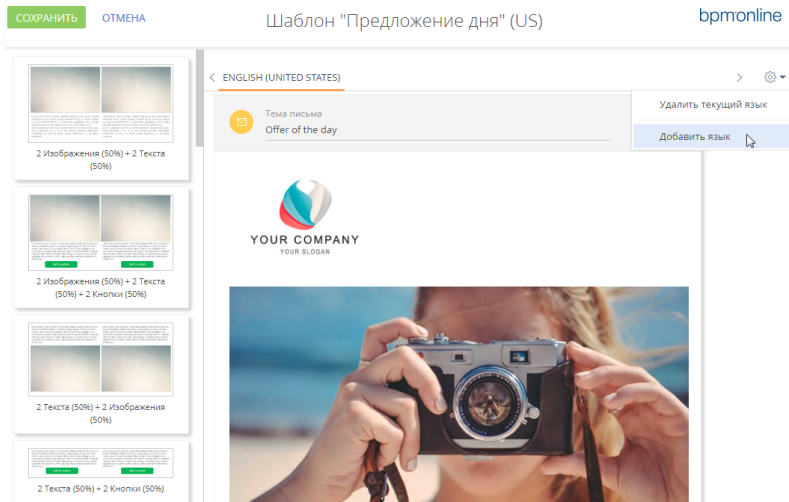 СОХРАНИТЬ
ОТМЕНА
Шаблон "Предложение дня" (US)
bpm'online
2 Изображения (50%) + 2 Текста
(50%)
2 Изображения (50%) + 2 Текста
(50%) + 2 Кнопки (50%)
2 Текста (50%) + 2 Изображения
(50%)
2 Текста (50%) + 2 Кнопки (50%)
ENGLISH (UNITED STATES)
Удалить текущий язык
Добавить язык
Тема письма
Offer of the day
YOUR COMPANY
YOUR SLOGAN